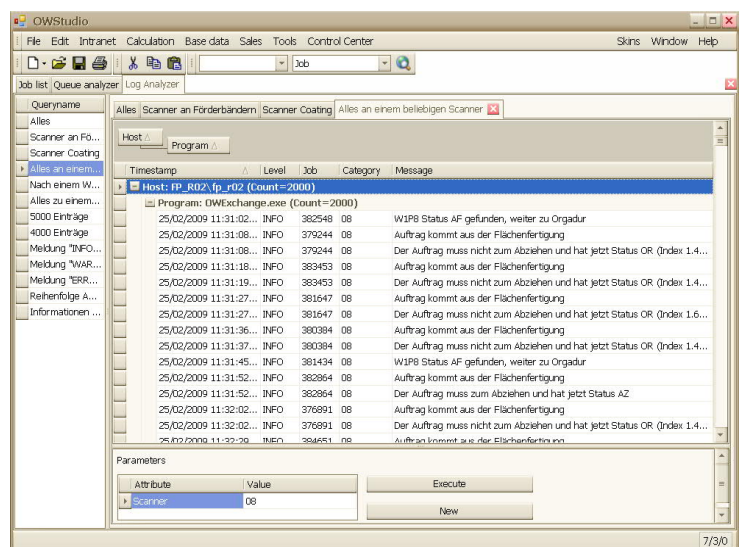 OWStudio
File Edit Intranet Calculation Base data Sales Tools Control Center Skins Window Help
Job
Job list Queue analyzer Log Analyzer
Queryname
Alles
Scanner an Fö...
Scanner Coating
Alles an einem...
Nach einem W...
Alles zu einem...
5000 Einträge
4000 Einträge
Meldung "INFO...
Meldung "WAR...
Meldung "ERR...
Reihenfolge A...
Informationen ...
Alles Scanner an Förderbändern Scanner Coating Alles an einem beliebigen Scanner
Host
Program
Timestamp Level Job Category Message
Host: FP_R02\fp_r02 (Count=2000)
Program: OWExchange.exe (Count=2000)
25/02/2009 11:31:02... INFO 382548 08 W1P8 Status AF gefunden, weiter zu Orgadur
25/02/2009 11:31:08... INFO 379244 08 Auftrag kommt aus der Flächenfertigung
25/02/2009 11:31:08... INFO 379244 08 Der Auftrag muss nicht zum Abziehen und hat jetzt Status OR (Index 1.4...
25/02/2009 11:31:18... INFO 383453 08 Auftrag kommt aus der Flächenfertigung
25/02/2009 11:31:19... INFO 383453 08 Der Auftrag muss nicht zum Abziehen und hat jetzt Status OR (Index 1.4...
25/02/2009 11:31:27... INFO 381647 08 Auftrag kommt aus der Flächenfertigung
25/02/2009 11:31:27... INFO 381647 08 Der Auftrag muss nicht zum Abziehen und hat jetzt Status OR (Index 1.6...
25/02/2009 11:31:36... INFO 380384 08 Auftrag kommt aus der Flächenfertigung
25/02/2009 11:31:37... INFO 380384 08 Der Auftrag muss nicht zum Abziehen und hat jetzt Status OR (Index 1.4...
25/02/2009 11:31:45... INFO 381434 08 W1P8 Status AF gefunden, weiter zu Orgadur
25/02/2009 11:31:52... INFO 382864 08 Auftrag kommt aus der Flächenfertigung
25/02/2009 11:31:52... INFO 382864 08 Der Auftrag muss zum Abziehen und hat jetzt Status AZ
25/02/2009 11:32:02... INFO 376891 08 Auftrag kommt aus der Flächenfertigung
25/02/2009 11:32:02... INFO 376891 08 Der Auftrag muss nicht zum Abziehen und hat jetzt Status OR (Index 1.4...
25/02/2009 11:32:29... INFO 384651 08 Auftrag kommt aus der Flächenfertigung
Parameters
Attribute Value
Scanner 08
Execute
New
7/3/0